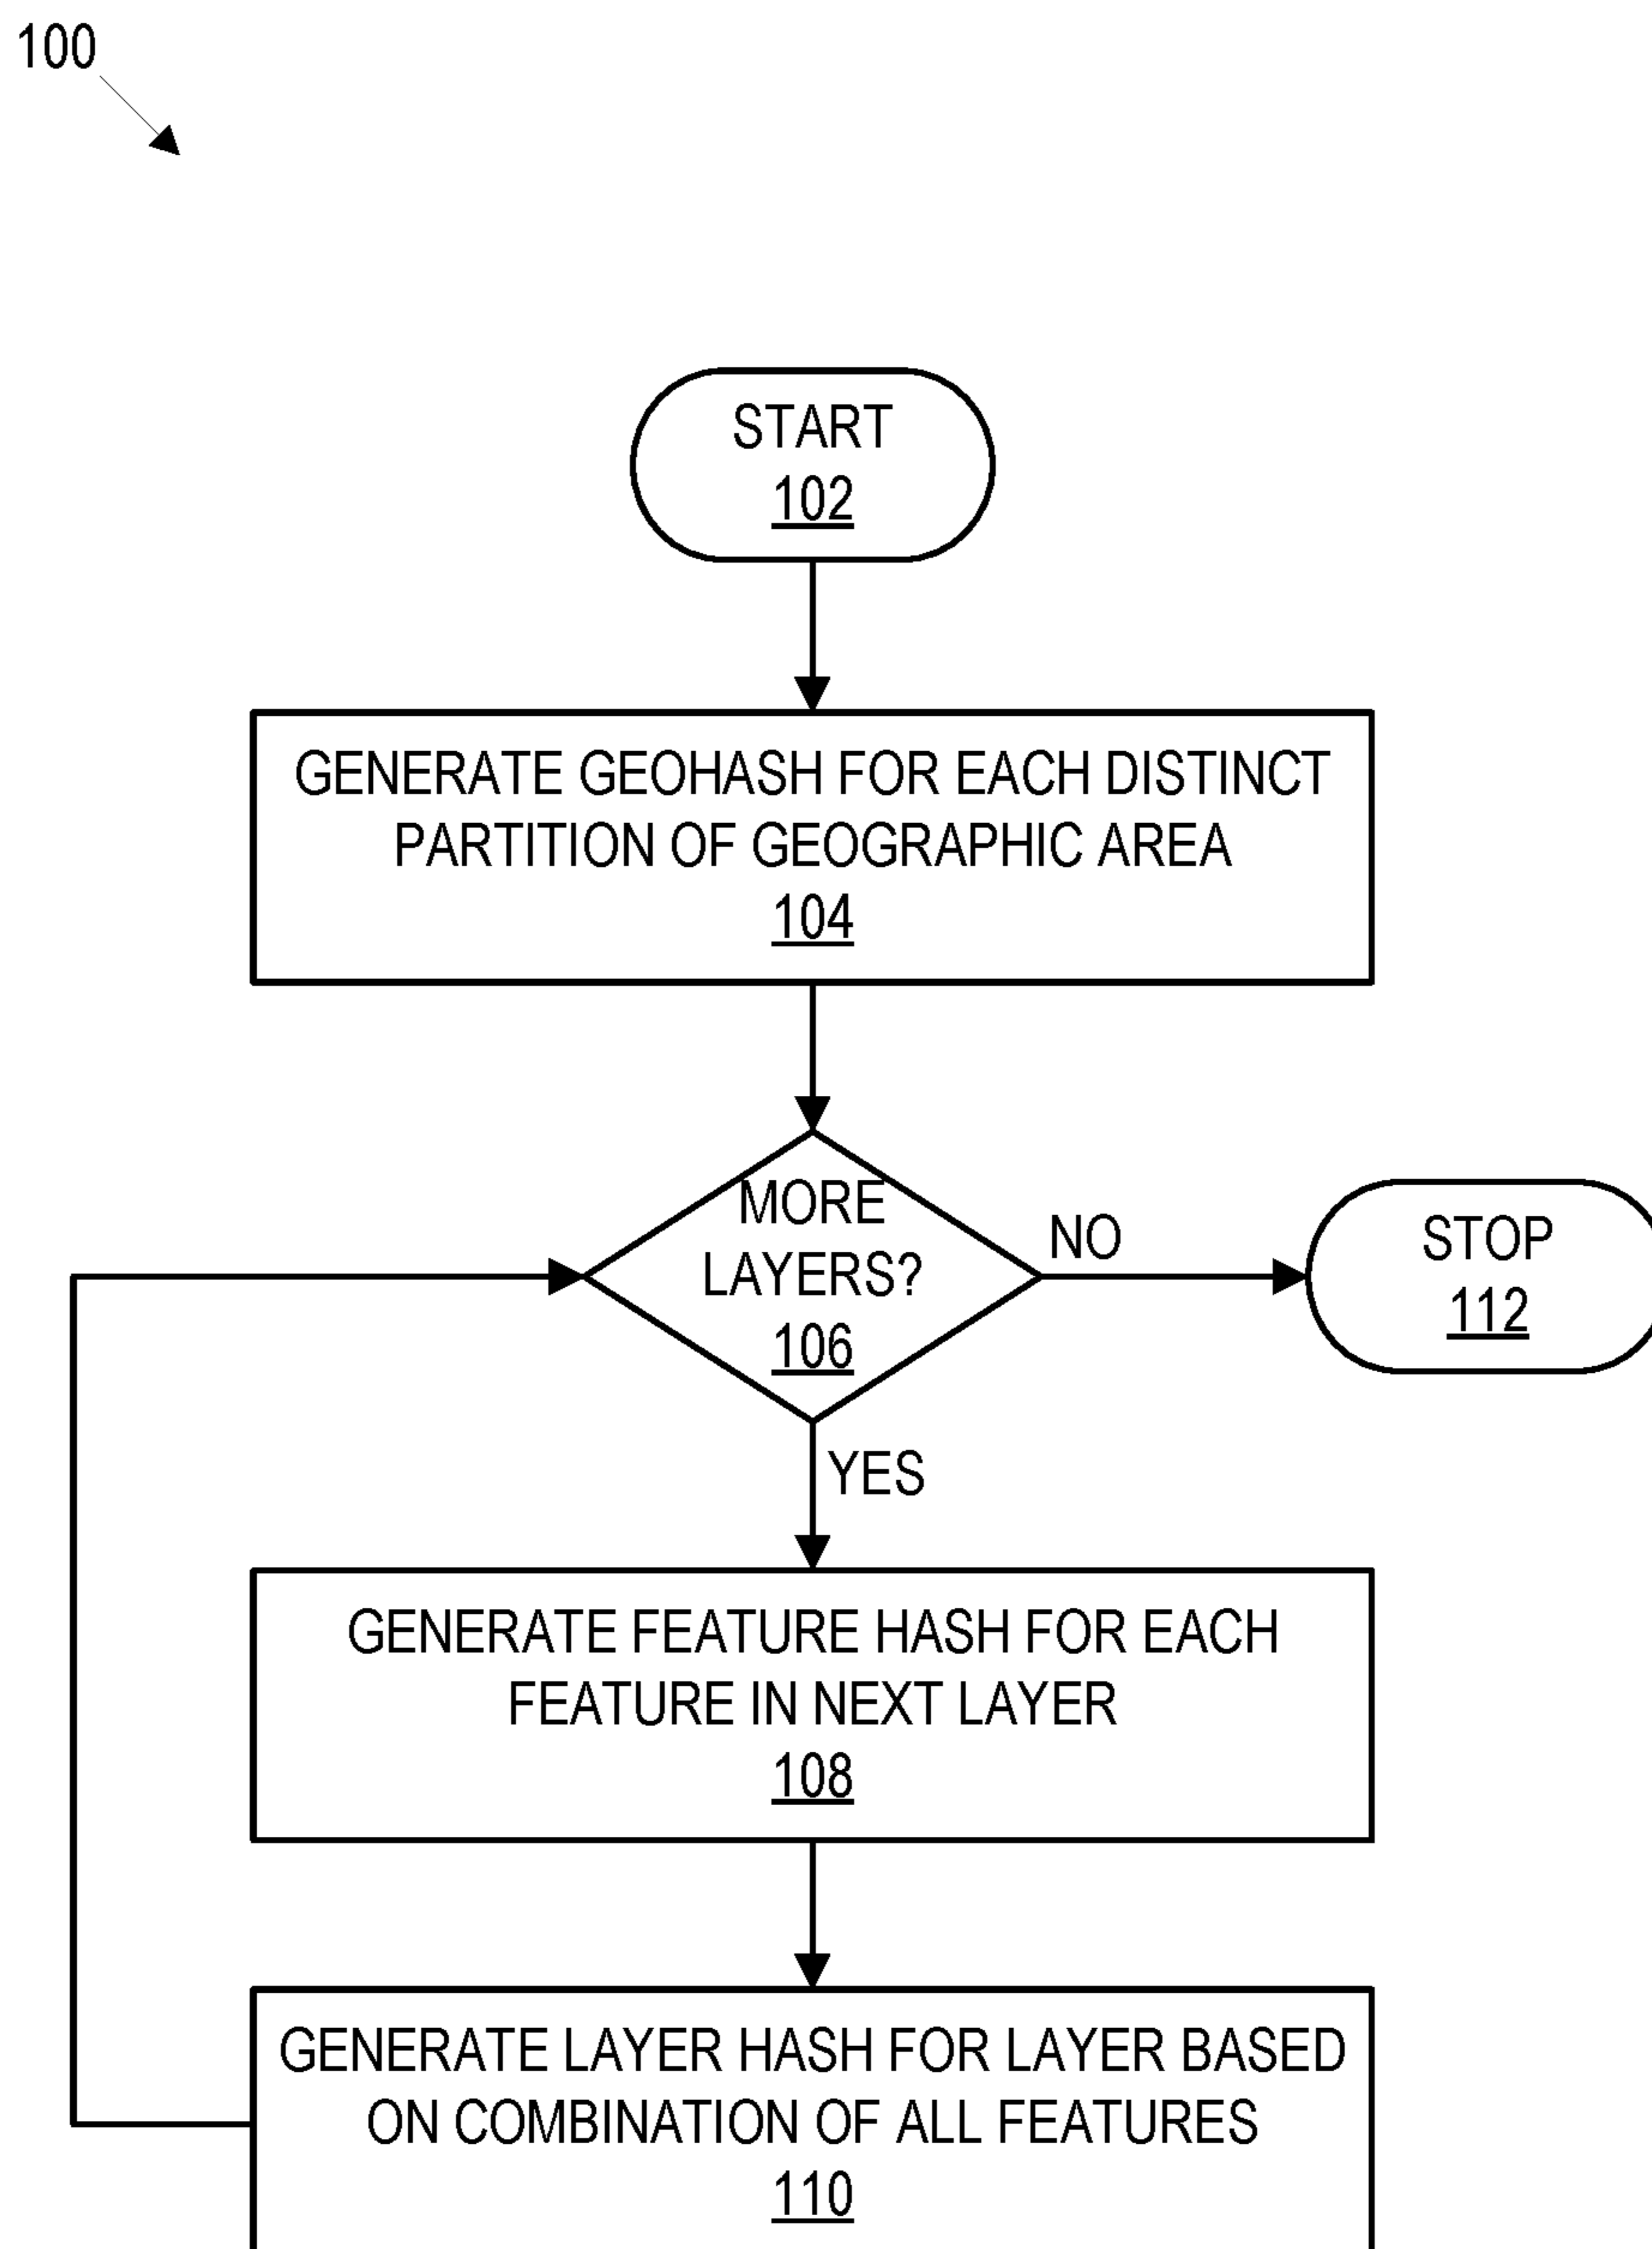 100
START
102
GENERATE GEOHASH FOR EACH DISTINCT
PARTITION OF GEOGRAPHIC AREA
104
MORE
LAYERS?
106
NO
STOP
112
YES
GENERATE FEATURE HASH FOR EACH
FEATURE IN NEXT LAYER
108
GENERATE LAYER HASH FOR LAYER BASED
ON COMBINATION OF ALL FEATURES
110